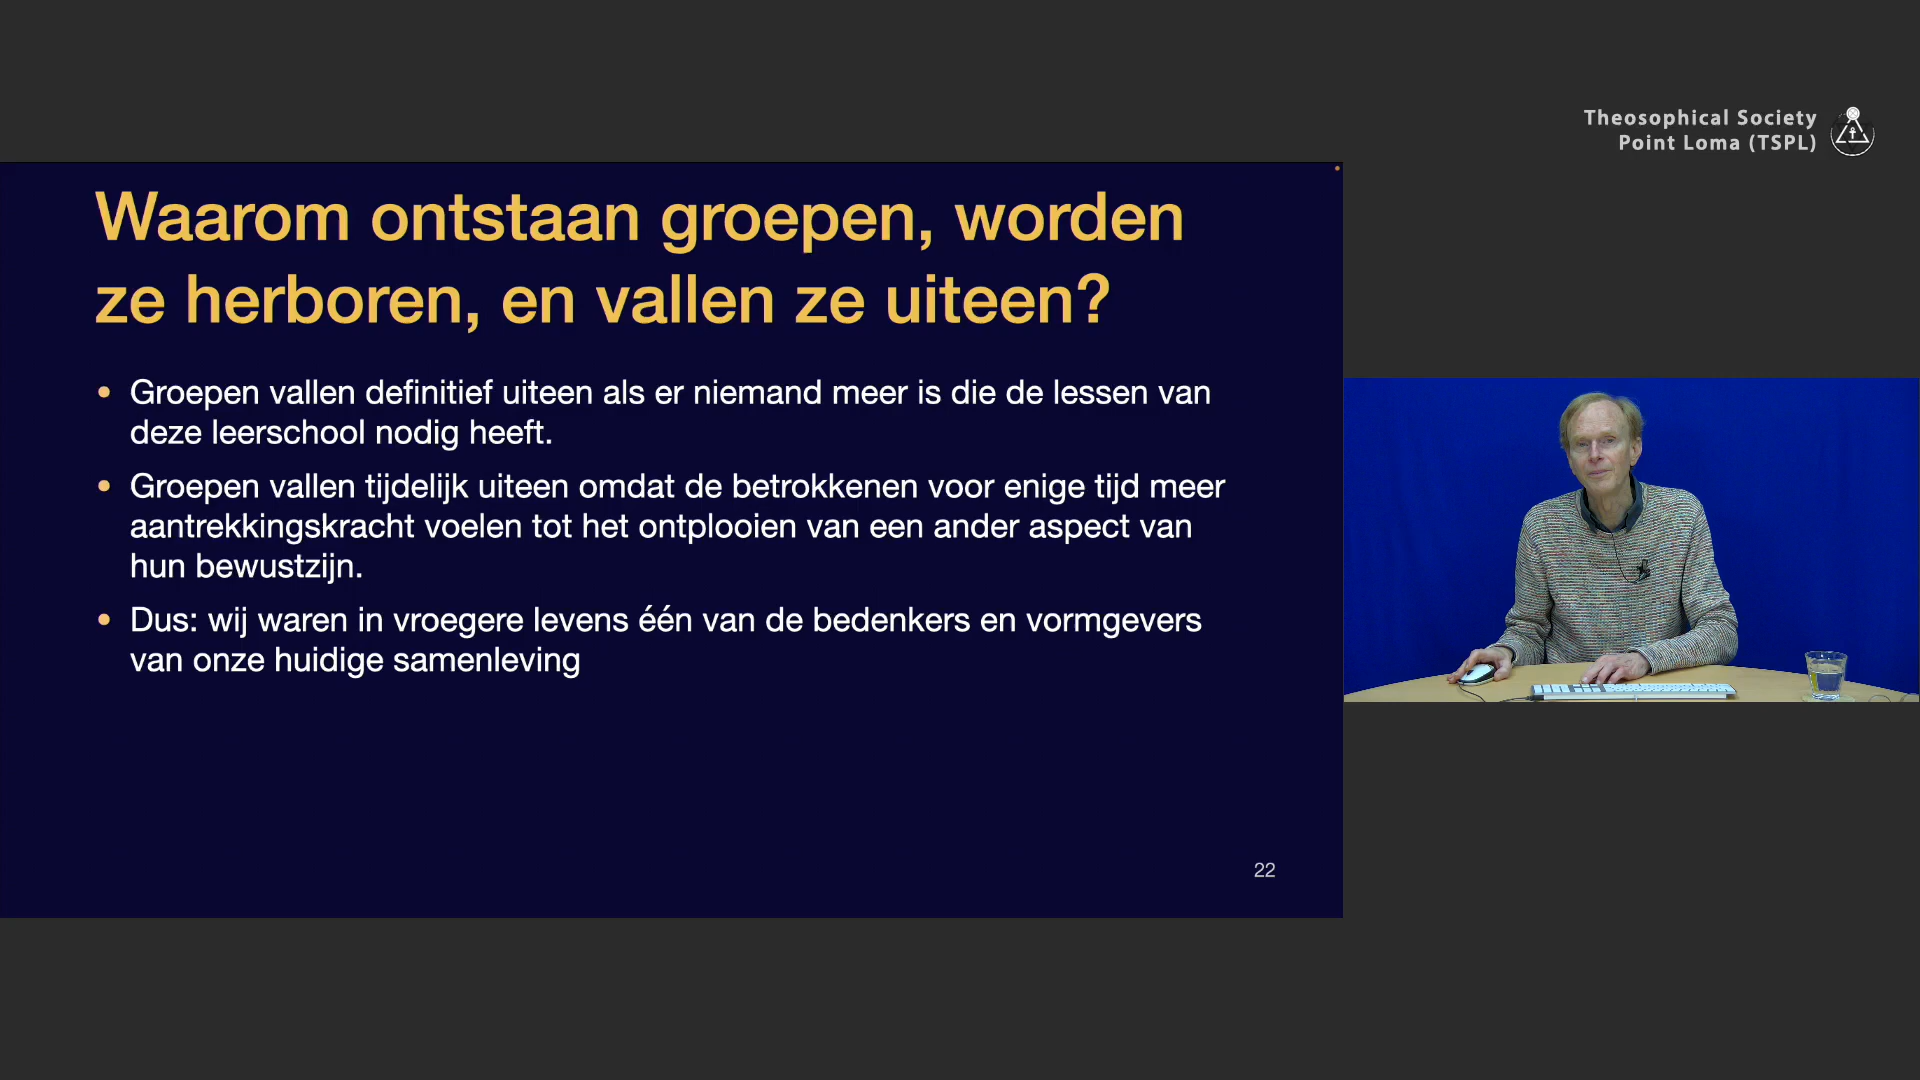 Theosophical Society
Point Loma (TSPL)
Waarom ontstaan groepen, worden
ze herboren, en vallen ze uiteen?
• Groepen vallen definitief uiteen als er niemand meer is die de lessen van
deze leerschool nodig heeft.
• Groepen vallen tijdelijk uiteen omdat de betrokkenen voor enige tijd meer
aantrekkingskracht voelen tot het ontplooien van een ander aspect van
hun bewustzijn.
• Dus: wij waren in vroegere levens één van de bedenkers en vormgevers
van onze huidige samenleving
22